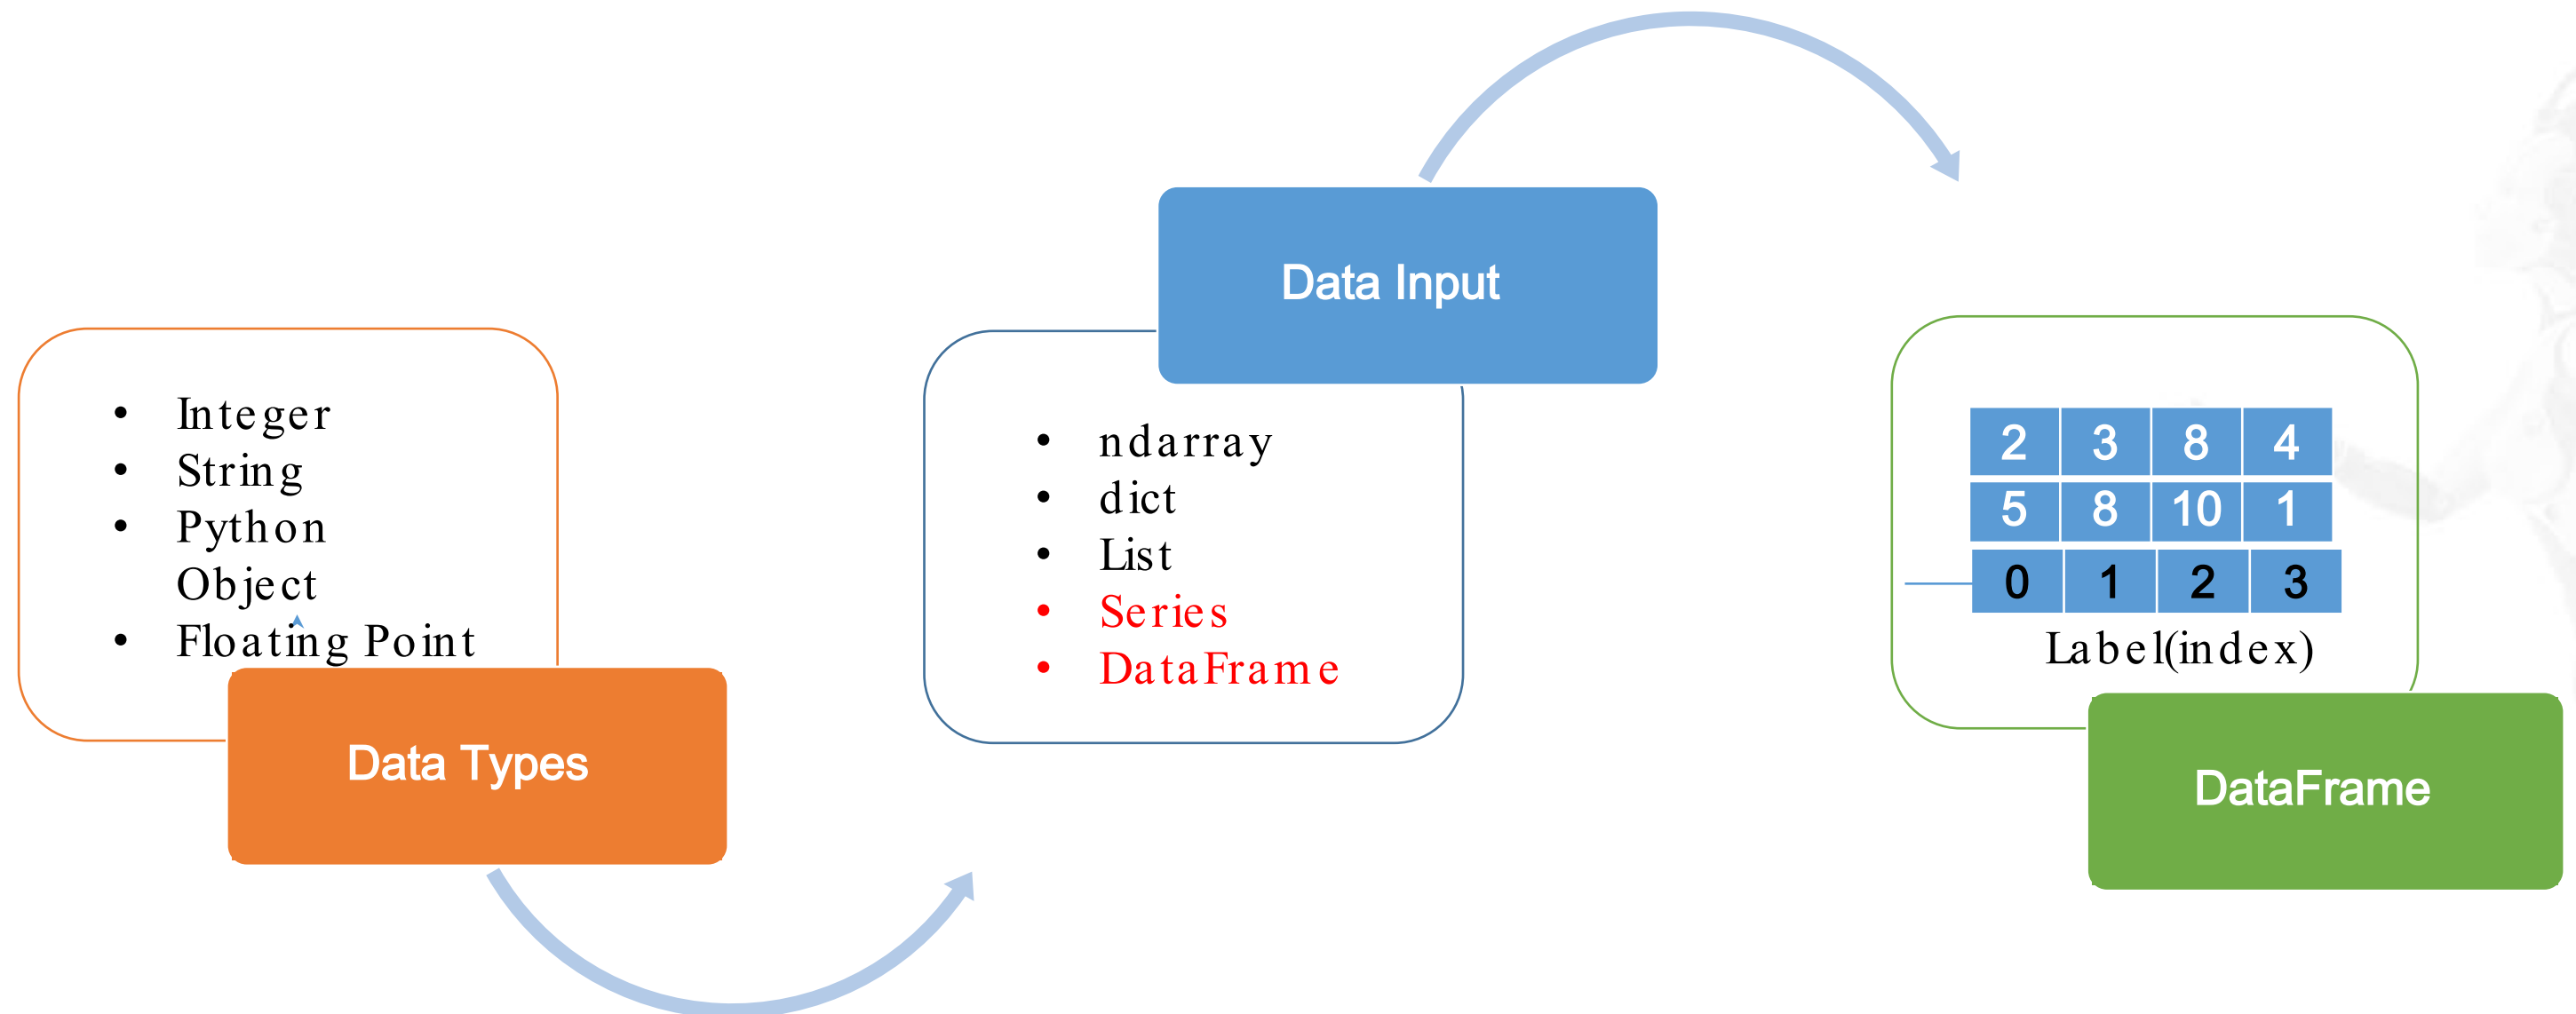 • Integer
• String
• Python
Object
• Floating Point
Data Types
Data Input
• ndarray
• dict
• List
• Series
• DataFrame
2 3 8 4
5 8 10 1
0 1 2 3
Label(index)
DataFrame